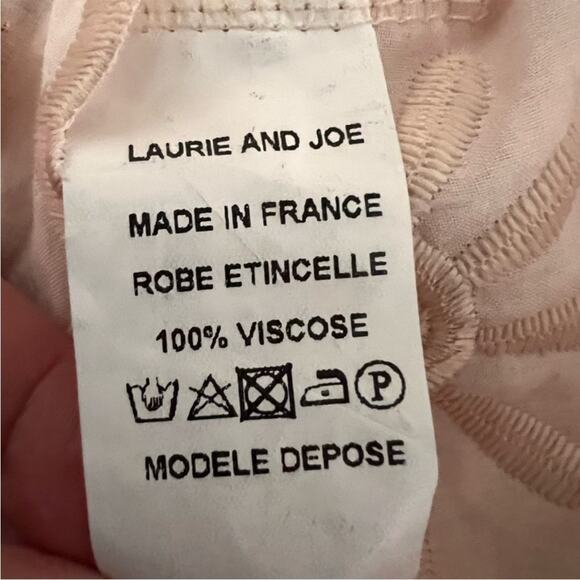 LAURIE AND JOE
MADE IN FRANCE
ROBE ETINCELLE
100% VISCOSE
P
MODELE DEPOSE